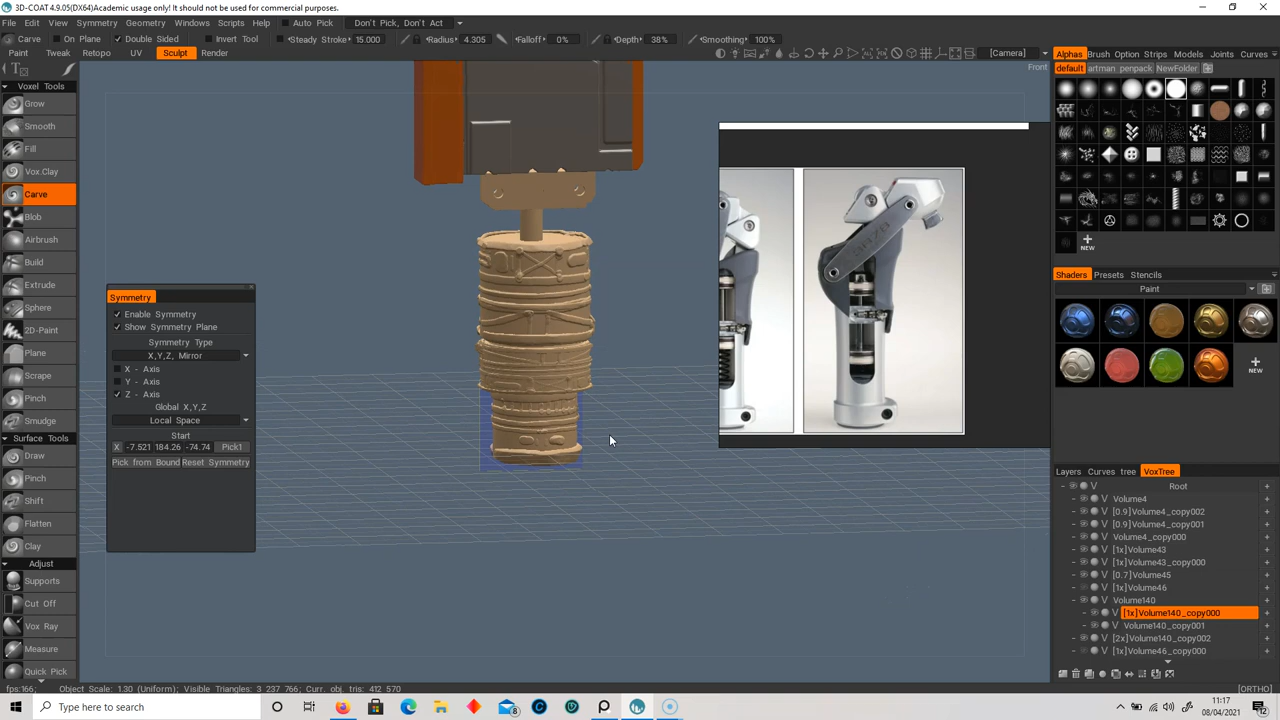 3D-COAT 4.9.05(DX64)Academic usage only! It should not be used for commercial purposes.
File Edit View Symmetry Geometry Windows Scripts Help Auto Pick Don't Pick, Don't Act
Carve On Plane Double Sided Invert Tool Steady Stroke 15.000 Radius 4.305 Falloff 0% Depth 38% Smoothing 100%
Paint Tweak Retopo UV Sculpt Render [Camera]
Alphas Brush Option Strips Models Joints Curves
default artman penpack NewFolder
Front
Voxel Tools
Grow
Smooth
Fill
Vox.Clay
Carve
Blob
Airbrush
Build
Extrude
Sphere
2D-Paint
Plane
Scrape
Pinch
Smudge
Surface Tools
Draw
Pinch
Shift
Flatten
Clay
Adjust
Supports
Cut Off
Vox Ray
Measure
Quick Pick
Symmetry
Enable Symmetry
Show Symmetry Plane
Symmetry Type
X,Y,Z, Mirror
X - Axis
Y - Axis
Z - Axis
Global X,Y,Z
Local Space
Start
X -7.521 184.26 -74.74 Pick1
Pick from Bound Reset Symmetry
NEW
Shaders Presets Stencils
Paint
NEW
Layers Curves tree VoxTree
V Root
V Volume4
V [0.9]Volume4_copy002
V [0.9]Volume4_copy001
V Volume4_copy000
V [1x]Volume43
V [1x]Volume43_copy000
V [0.7]Volume45
V [1x]Volume46
V Volume140
V [1x]Volume140_copy000
V Volume140_copy001
V [2x]Volume140_copy002
V [1x]Volume46_copy000
fps:166; Object Scale: 1.30 (Uniform); Visible Triangles: 3 237 766; Curr. obj. tris: 412 570 [ORTHO]
Type here to search
8
11:17
08/04/2021
12